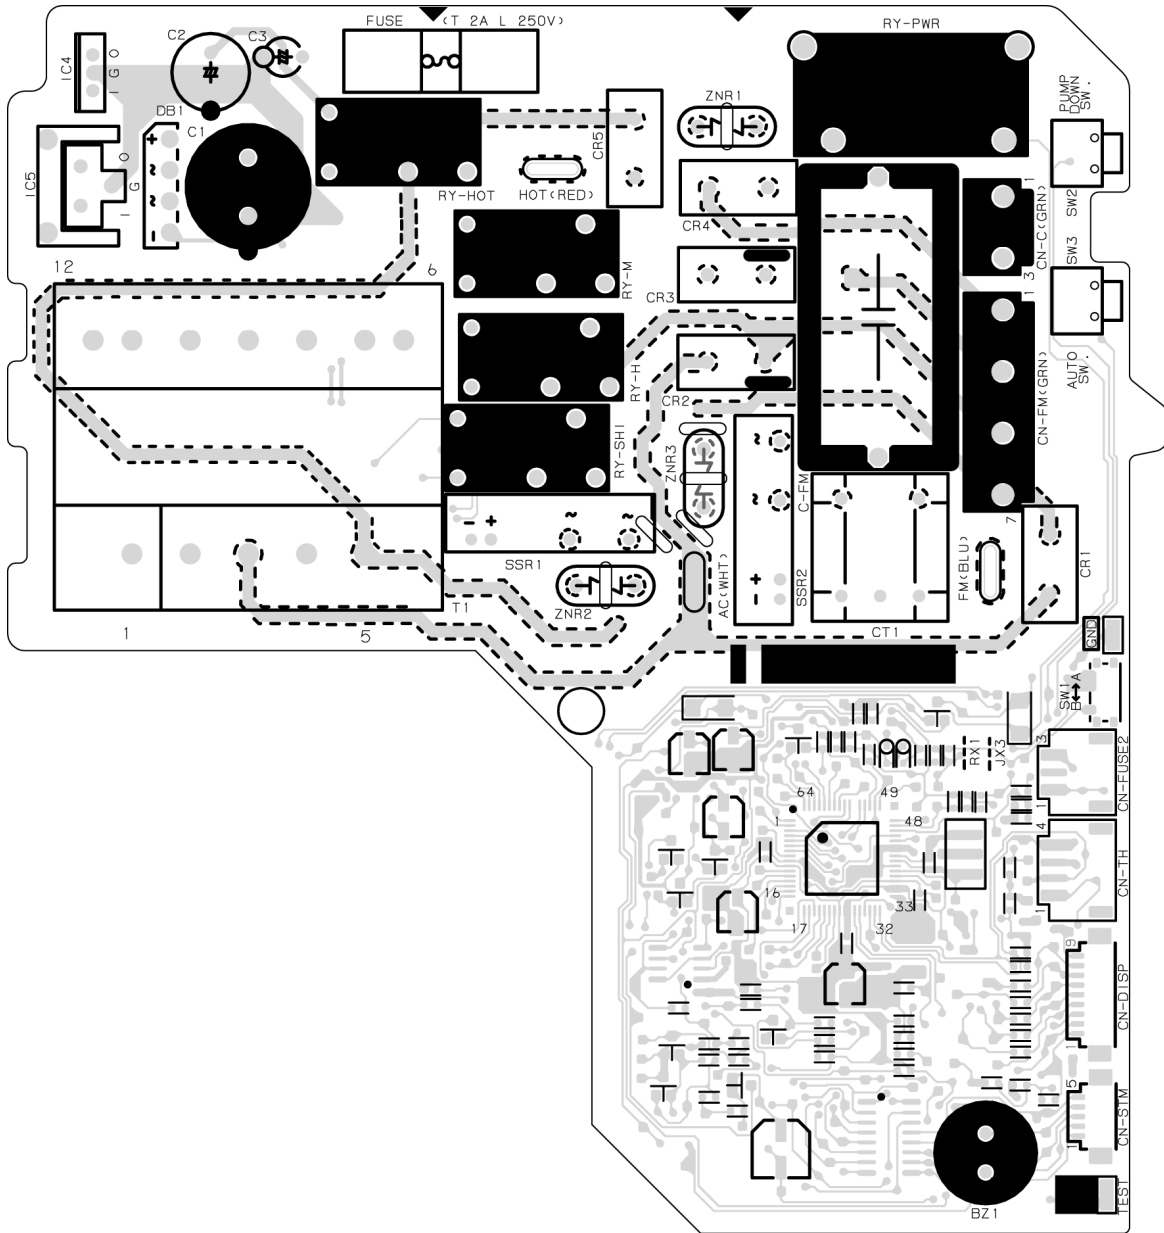 FUSE (T 2A L 250V)
RY-PWR
C2
C3
IC4
I G O
DB1
C1
ZNR1
CR5
PUMP DOWN SW.
IC5
I G O
+ ~ ~ -
RY-HOT
HOT(RED)
CR4
1
CN-C(GRN)
3
SW2
SW3
12
6
RY-M
CR3
1
CN-FM(GRN)
7
AUTO SW.
RY-H
CR2
RY-SHI
ZNR3
~
~
C-FM
- +
~
~
SSR1
ZNR2
T1
AC(WHT)
+
-
SSR2
FM(BLU)
CR1
1
5
CT1
GND
SW1
B↔A
RX1
JX3
3
CN-FUSE2
1
64
49
1
48
4
CN-TH
1
16
33
17
32
9
CN-DISP
1
5
CN-STM
1
BZ1
TEST